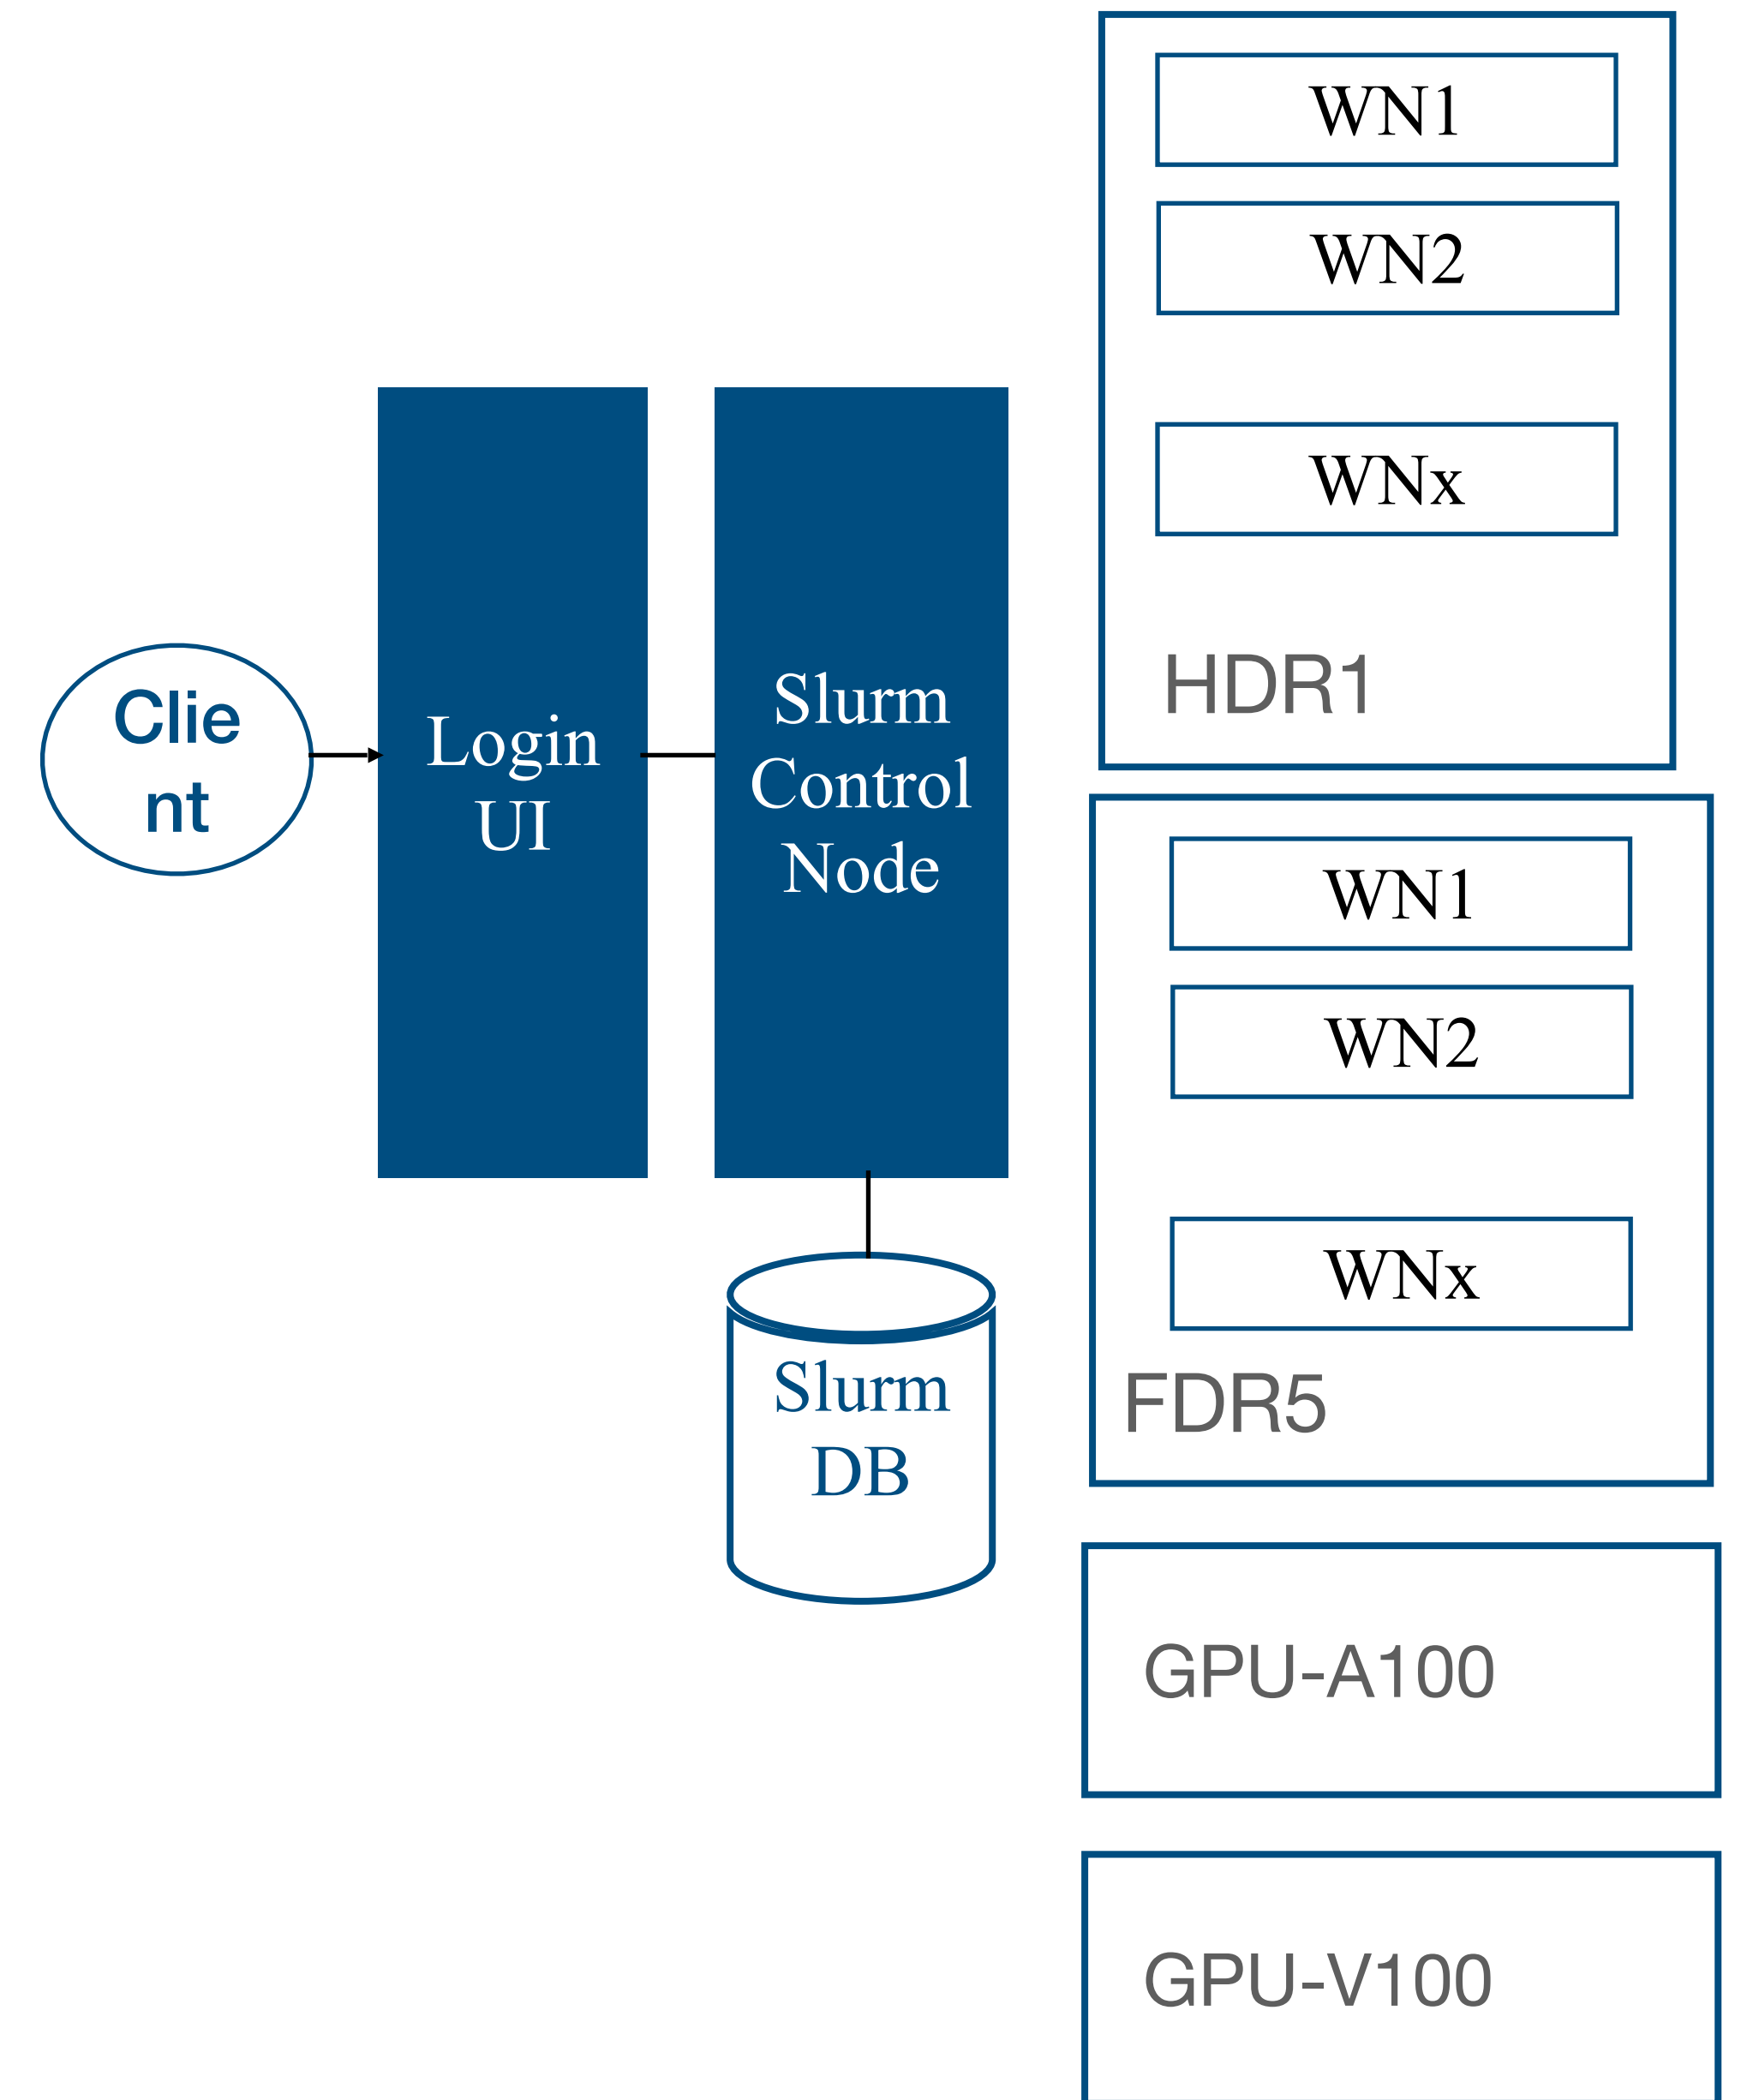 Clie
nt
Login
UI
Slurm
Control
Node
Slurm
DB
WN1
WN2
WNx
HDR1
WN1
WN2
WNx
FDR5
GPU-A100
GPU-V100